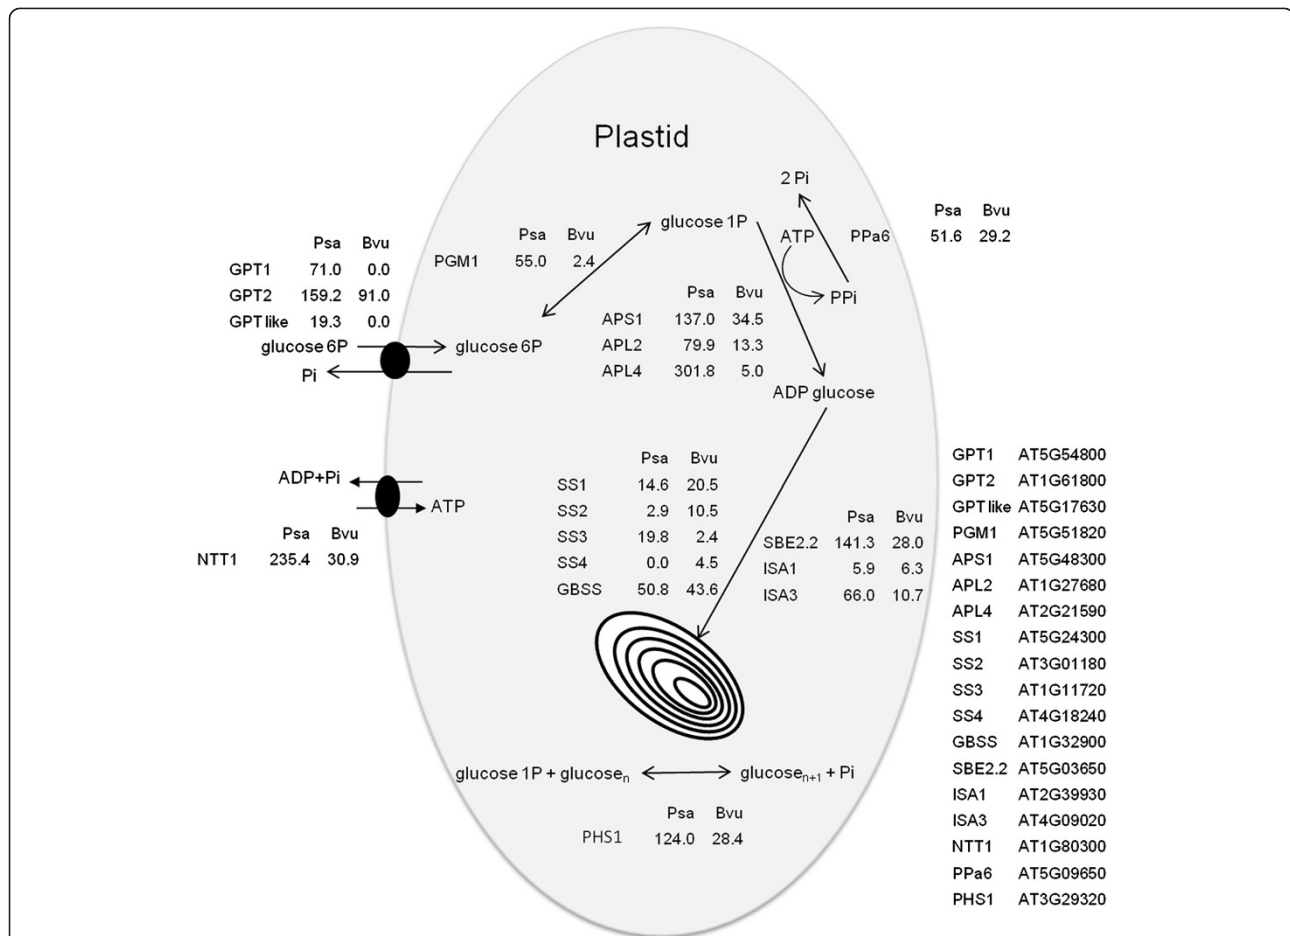 Plastid
2 Pi
Psa Bvu
PPa6 51.6 29.2
glucose 1P
ATP
PPi
Psa Bvu
PGM1 55.0 2.4
Psa Bvu
GPT1 71.0 0.0
GPT2 159.2 91.0
GPT like 19.3 0.0
glucose 6P
Pi
glucose 6P
Psa Bvu
APS1 137.0 34.5
APL2 79.9 13.3
APL4 301.8 5.0
ADP glucose
ADP+Pi
ATP
Psa Bvu
NTT1 235.4 30.9
Psa Bvu
SS1 14.6 20.5
SS2 2.9 10.5
SS3 19.8 2.4
SS4 0.0 4.5
GBSS 50.8 43.6
Psa Bvu
SBE2.2 141.3 28.0
ISA1 5.9 6.3
ISA3 66.0 10.7
glucose 1P + glucosen
glucosen+1 + Pi
Psa Bvu
PHS1 124.0 28.4
GPT1 AT5G54800
GPT2 AT1G61800
GPT like AT5G17630
PGM1 AT5G51820
APS1 AT5G48300
APL2 AT1G27680
APL4 AT2G21590
SS1 AT5G24300
SS2 AT3G01180
SS3 AT1G11720
SS4 AT4G18240
GBSS AT1G32900
SBE2.2 AT5G03650
ISA1 AT2G39930
ISA3 AT4G09020
NTT1 AT1G80300
PPa6 AT5G09650
PHS1 AT3G29320